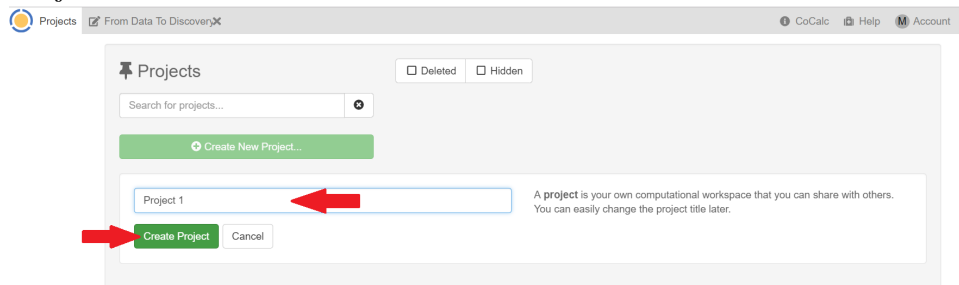 Projects From Data To Discovery CoCalc Help M Account
Projects Deleted Hidden
Search for projects...
Create New Project...
Project 1
A project is your own computational workspace that you can share with others.
You can easily change the project title later.
Create Project Cancel